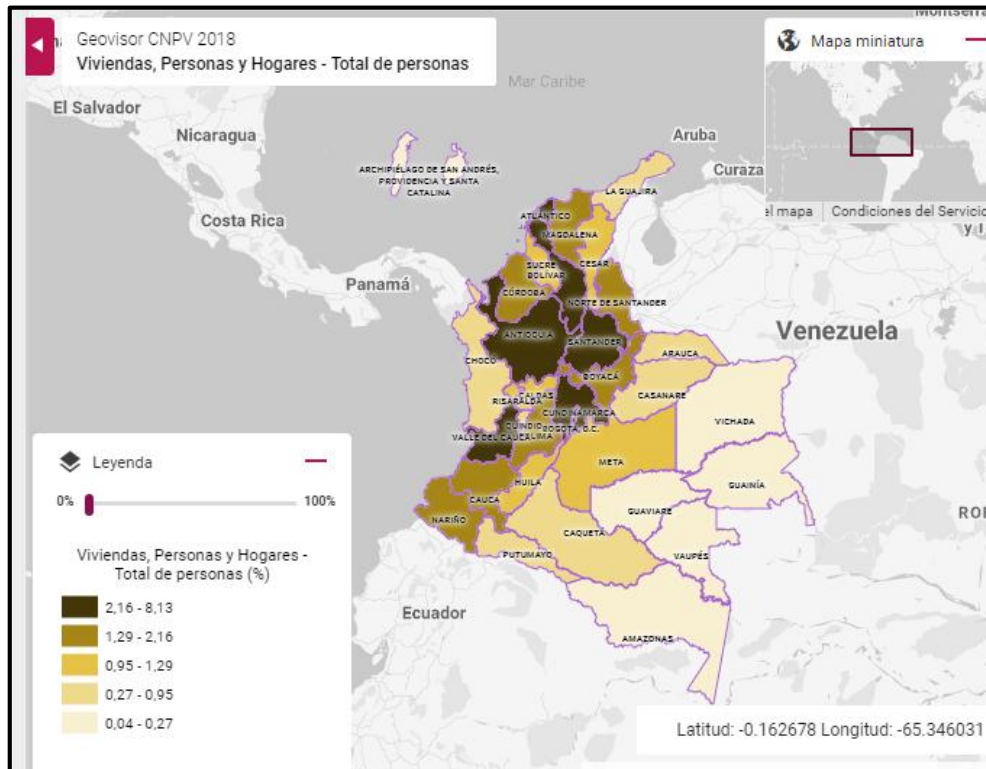 Geovisor CNPV 2018
Viviendas, Personas y Hogares - Total de personas
Mapa miniatura
Mar Caribe
El Salvador
Nicaragua
Costa Rica
Panamá
Aruba
Curaza
el mapa
Condiciones del Servicio
y T
ARCHIPIÉLAGO DE SAN ANDRÉS,
PROVIDENCIA Y SANTA
CATALINA
LA GUAJIRA
ATLÁNTICO
MAGDALENA
SUCRE
CESAR
BOLÍVAR
CÓRDOBA
NORTE DE SANTANDER
ANTIOQUIA
SANTANDER
Venezuela
CHOCÓ
ARAUCA
BOYACÁ
CALDAS
RISARALDA
CASANARE
CUNDINAMARCA
VICHADA
QUINDIO
BOGOTÁ, D.C.
VALLE DEL CAUCA
LIMA
META
HUILA
GUAINÍA
CAUCA
GUAVIARE
NARIÑO
CAQUETÁ
VAUPÉS
PUTUMAYO
AMAZONAS
Ecuador
ROR
Leyenda
0%
100%
Viviendas, Personas y Hogares -
Total de personas (%)
2,16 - 8,13
1,29 - 2,16
0,95 - 1,29
0,27 - 0,95
0,04 - 0,27
Latitud: -0.162678 Longitud: -65.346031